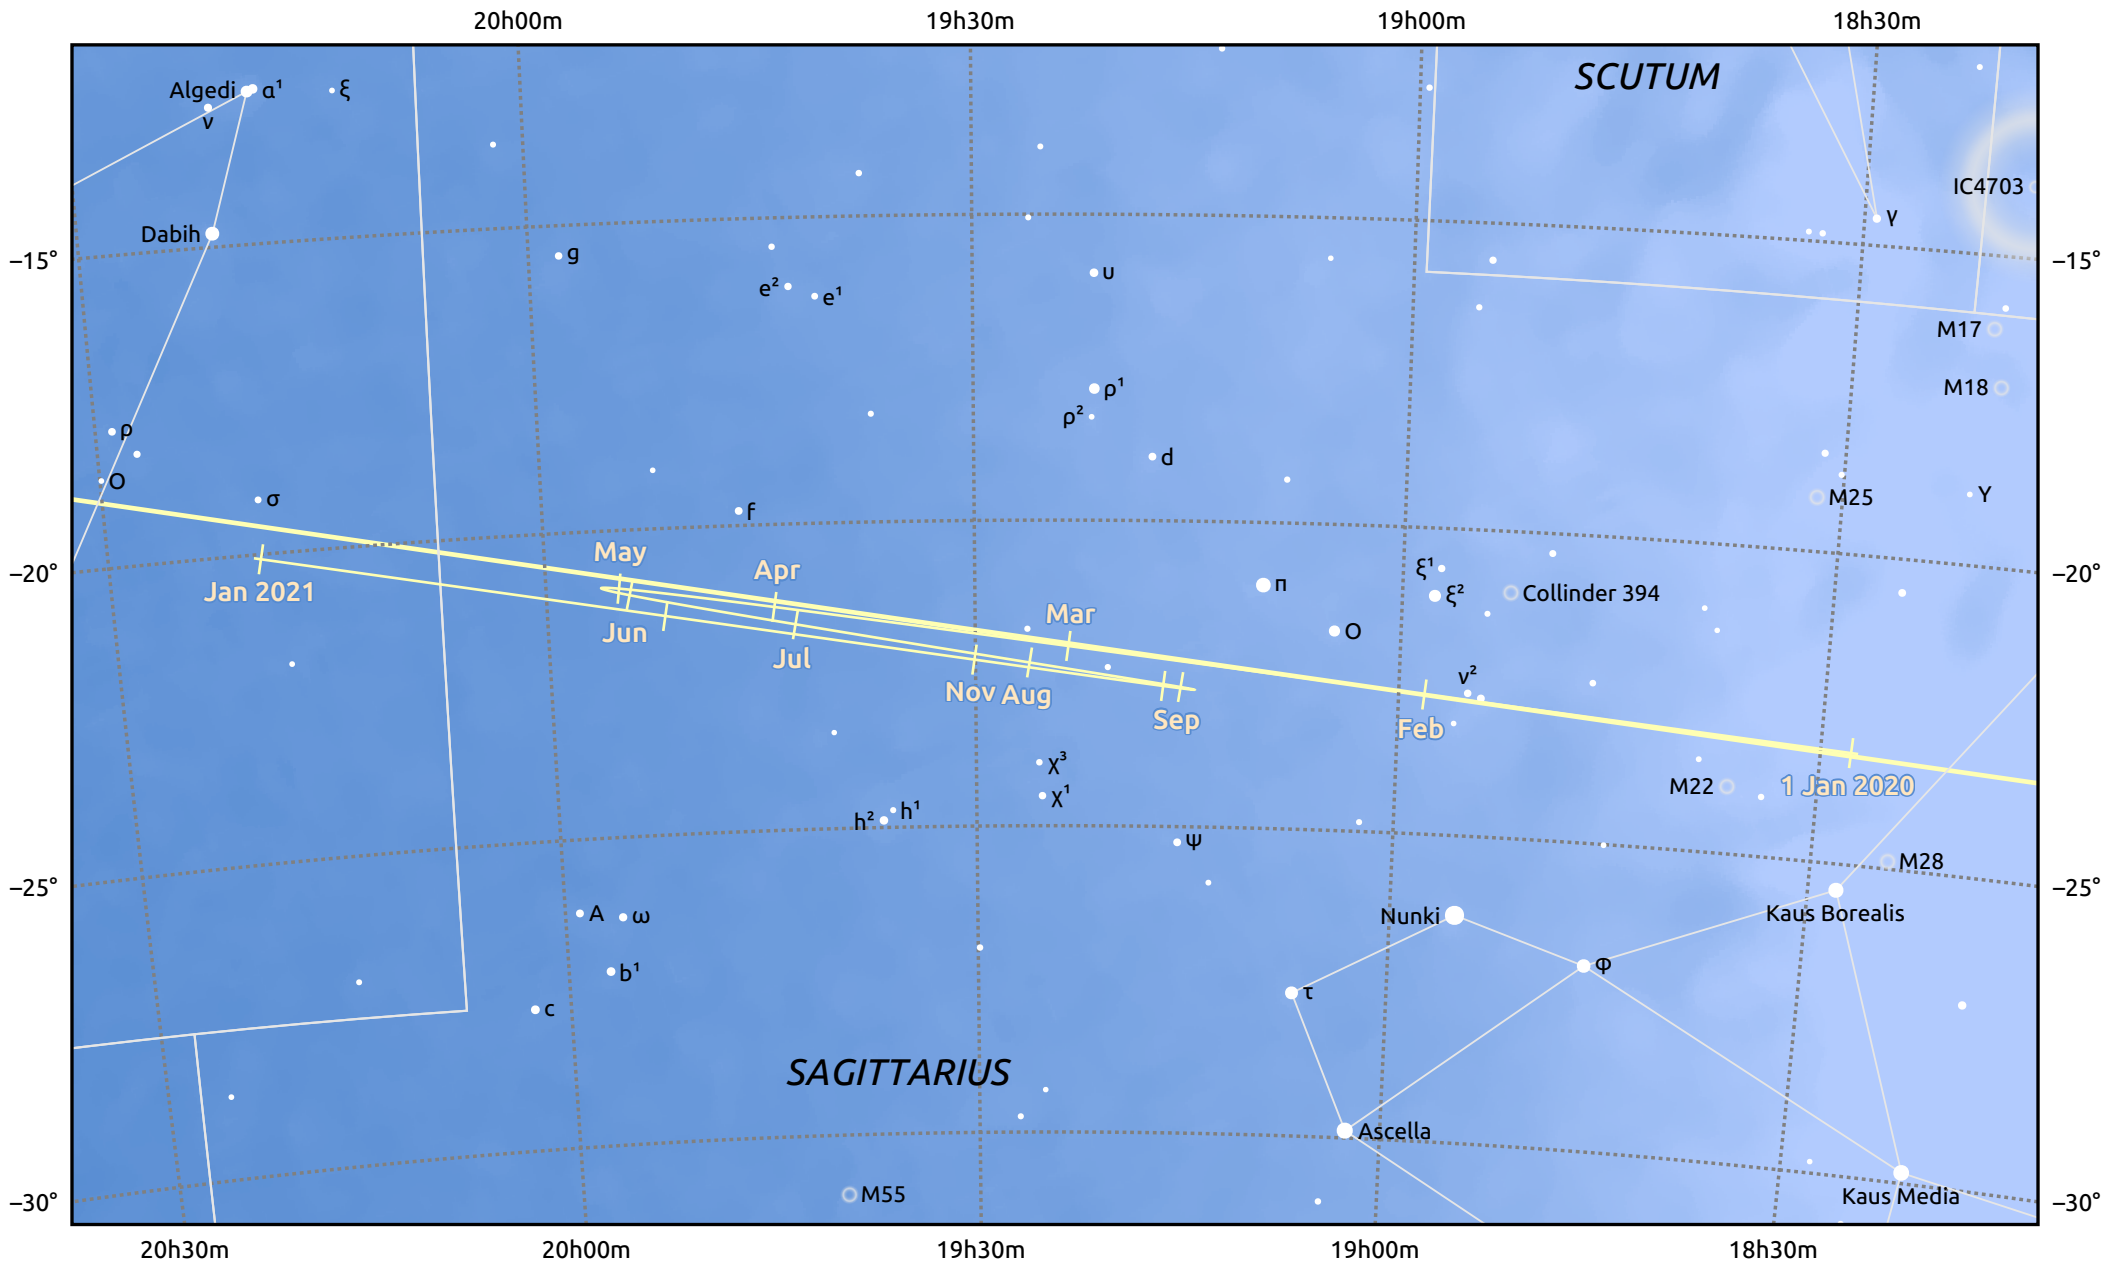 20h00m 19h30m 19h00m 18h30m
SCUTUM
Algedi α¹ ξ
ν
IC4703
γ
Dabih
−15° g −15°
υ
e² e¹
M17
M18
ρ¹
ρ²
ρ
d
Ο
σ
M25 Υ
f
May
Apr
−20° −20°
ξ¹
π
Jan 2021
ξ² Collinder 394
Mar
Jun
Ο
Jul
ν²
Nov Aug
Sep
Feb
χ³
M22 1 Jan 2020
χ¹
h² h¹
ψ
M28
−25° −25°
A ω
Nunki Kaus Borealis
φ
b¹
τ
c
SAGITTARIUS
Ascella
M55
Kaus Media
−30° −30°
20h30m 20h00m 19h30m 19h00m 18h30m